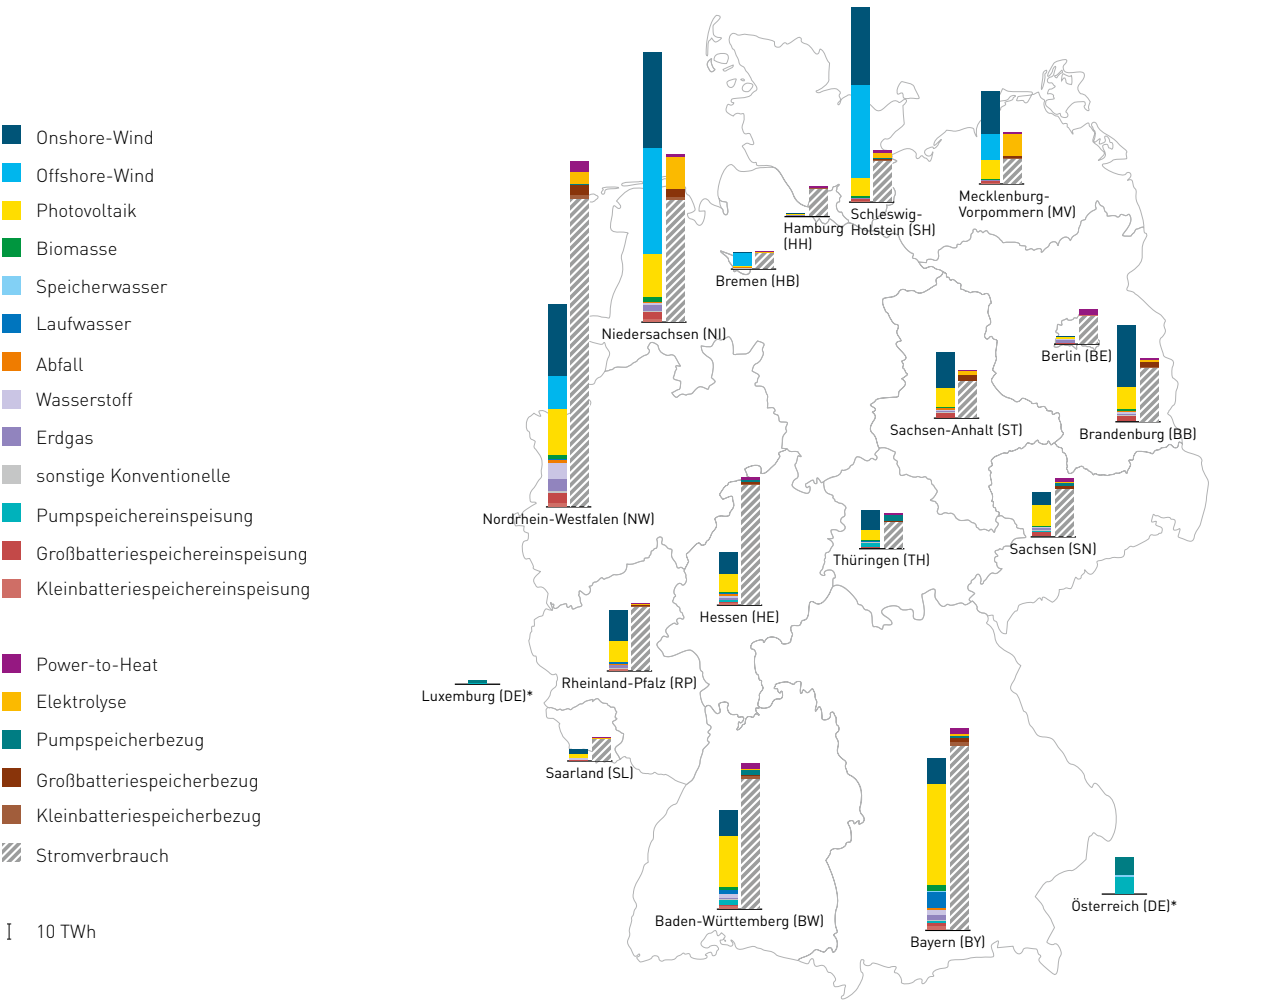 Onshore-Wind
Offshore-Wind
Photovoltaik
Biomasse
Speicherwasser
Laufwasser
Abfall
Wasserstoff
Erdgas
sonstige Konventionelle
Pumpspeichereinspeisung
Großbatteriespeichereinspeisung
Kleinbatteriespeichereinspeisung
Power-to-Heat
Elektrolyse
Pumpspeicherbezug
Großbatteriespeicherbezug
Kleinbatteriespeicherbezug
Stromverbrauch
10 TWh
Mecklenburg-
Vorpommern (MV)
Schleswig-
Holstein (SH)
Hamburg
(HH)
Bremen (HB)
Niedersachsen (NI)
Berlin (BE)
Sachsen-Anhalt (ST)
Brandenburg (BB)
Nordrhein-Westfalen (NW)
Sachsen (SN)
Thüringen (TH)
Hessen (HE)
Rheinland-Pfalz (RP)
Luxemburg (DE)*
Saarland (SL)
Österreich (DE)*
Baden-Württemberg (BW)
Bayern (BY)